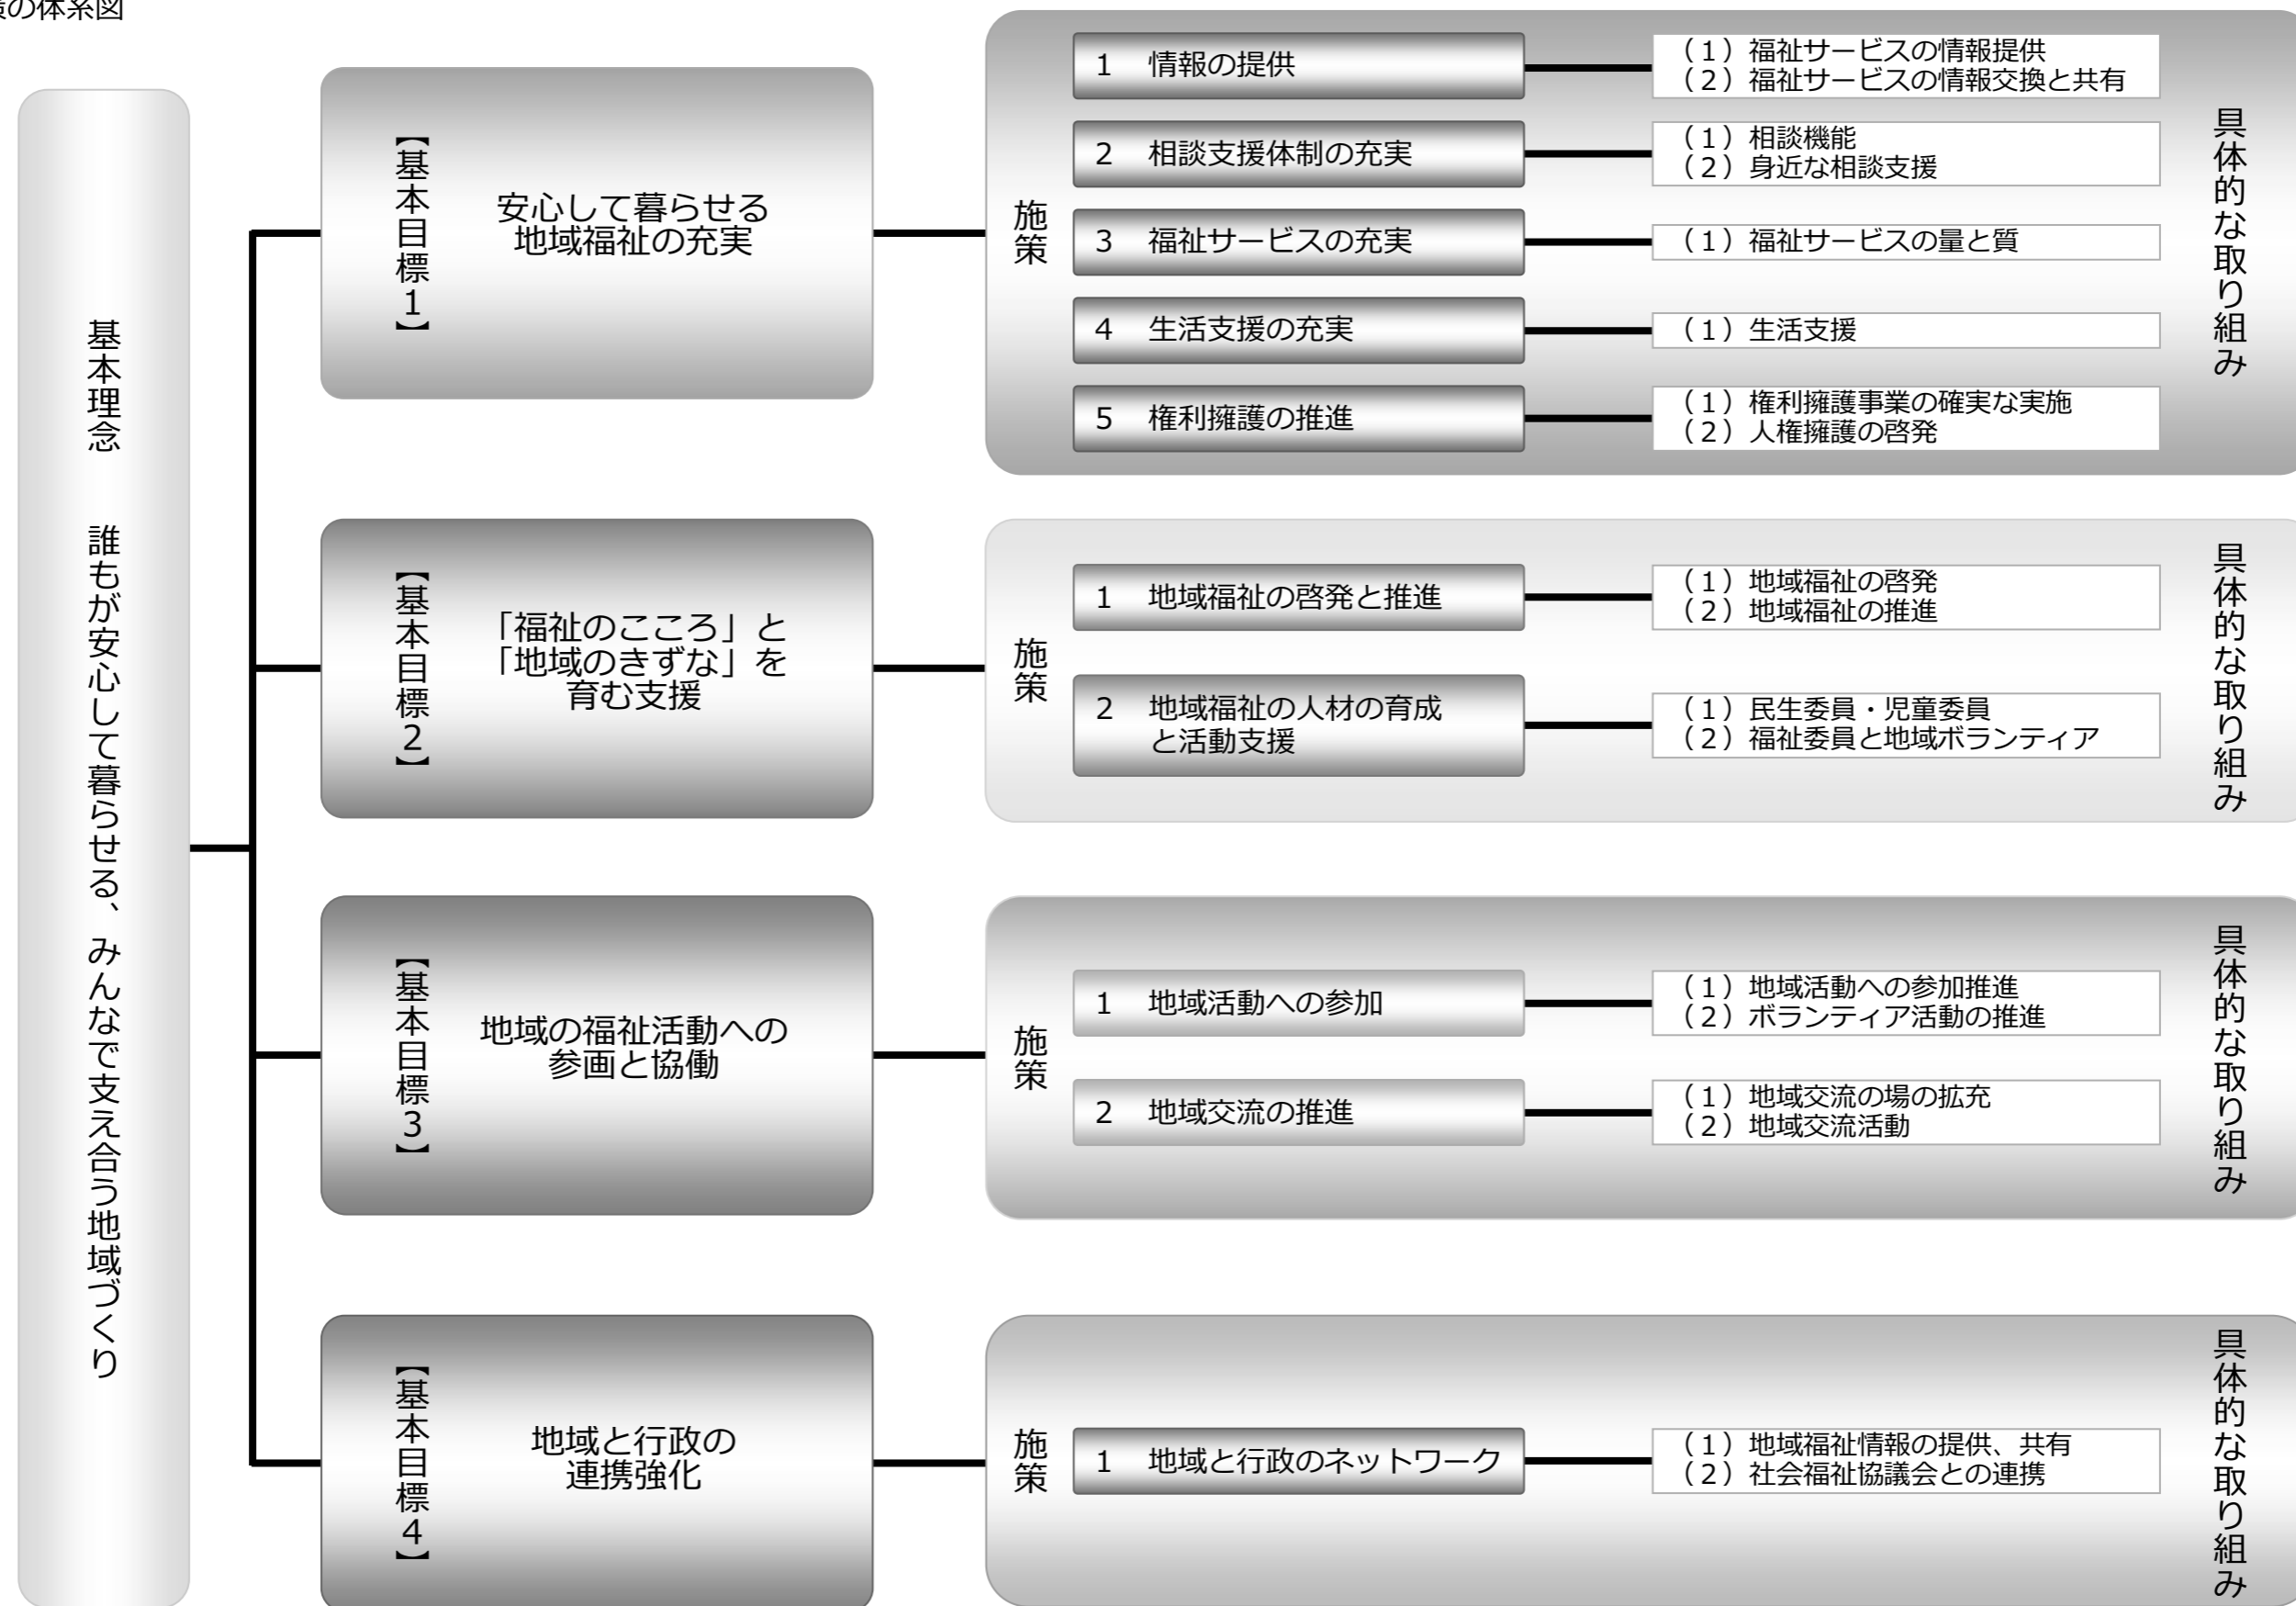 の体系図
基本理念　誰もが安心して暮らせる、みんなで支え合う地域づくり
【基本目標1】
安心して暮らせる
地域福祉の充実
施策
1　情報の提供
（1）福祉サービスの情報提供
（2）福祉サービスの情報交換と共有
2　相談支援体制の充実
（1）相談機能
（2）身近な相談支援
3　福祉サービスの充実
（1）福祉サービスの量と質
4　生活支援の充実
（1）生活支援
5　権利擁護の推進
（1）権利擁護事業の確実な実施
（2）人権擁護の啓発
具体的な取り組み
【基本目標2】
「福祉のこころ」と
「地域のきずな」を
育む支援
施策
1　地域福祉の啓発と推進
（1）地域福祉の啓発
（2）地域福祉の推進
2　地域福祉の人材の育成
と活動支援
（1）民生委員・児童委員
（2）福祉委員と地域ボランティア
具体的な取り組み
【基本目標3】
地域の福祉活動への
参画と協働
施策
1　地域活動への参加
（1）地域活動への参加推進
（2）ボランティア活動の推進
2　地域交流の推進
（1）地域交流の場の拡充
（2）地域交流活動
具体的な取り組み
【基本目標4】
地域と行政の
連携強化
施策
1　地域と行政のネットワーク
（1）地域福祉情報の提供、共有
（2）社会福祉協議会との連携
具体的な取り組み